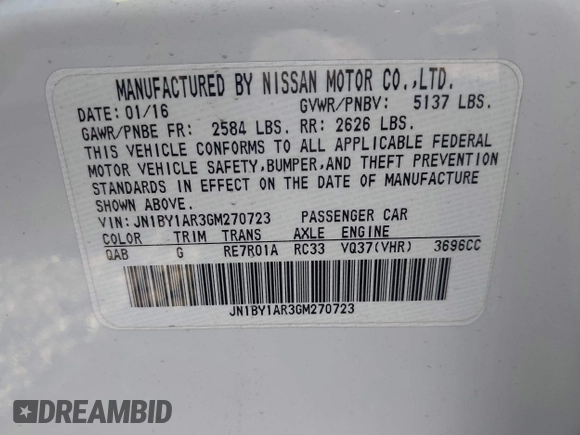 MANUFACTURED BY NISSAN MOTOR CO.,LTD.
DATE: 01/16 GVWR/PNBV: 5137 LBS.
GAWR/PNBE FR: 2584 LBS. RR: 2626 LBS.
THIS VEHICLE CONFORMS TO ALL APPLICABLE FEDERAL
MOTOR VEHICLE SAFETY,BUMPER,AND THEFT PREVENTION
STANDARDS IN EFFECT ON THE DATE OF MANUFACTURE
SHOWN ABOVE.
VIN: JN1BY1AR3GM270723 PASSENGER CAR
COLOR TRIM TRANS AXLE ENGINE
QAB G RE7R01A RC33 VQ37(VHR) 3696CC
JN1BY1AR3GM270723
DREAMBID